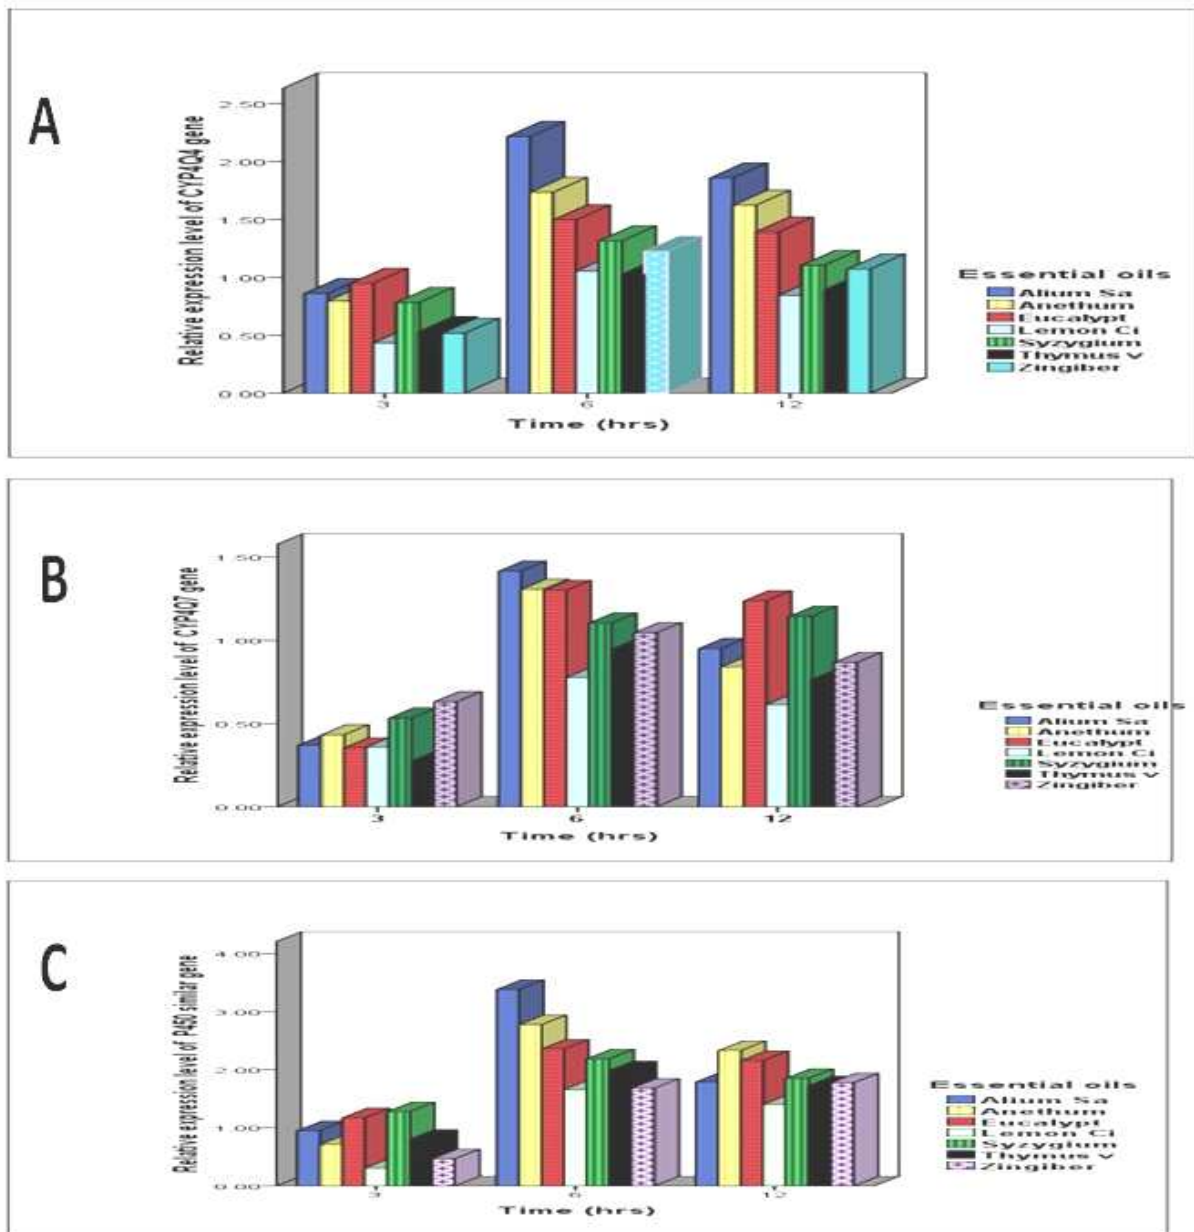 A
Relative expression level of CYP4Q4 gene
2.50
2.00
1.50
1.00
0.50
0.00
3
6
12
Time (hrs)
Essential oils
Alium Sa
Anethum
Eucalypt
Lemon Ci
Syzygium
Thymus v
Zingiber
B
Relative expression level of CYP4Q7 gene
1.50
1.00
0.50
0.00
3
6
12
Time (hrs)
Essential oils
Alium Sa
Anethum
Eucalypt
Lemon Ci
Syzygium
Thymus v
Zingiber
C
Relative expression level of P450 similar gene
4.00
3.00
2.00
1.00
0.00
3
6
12
Time (hrs)
Essential oils
Alium Sa
Anethum
Eucalypt
Lemon Ci
Syzygium
Thymus v
Zingiber